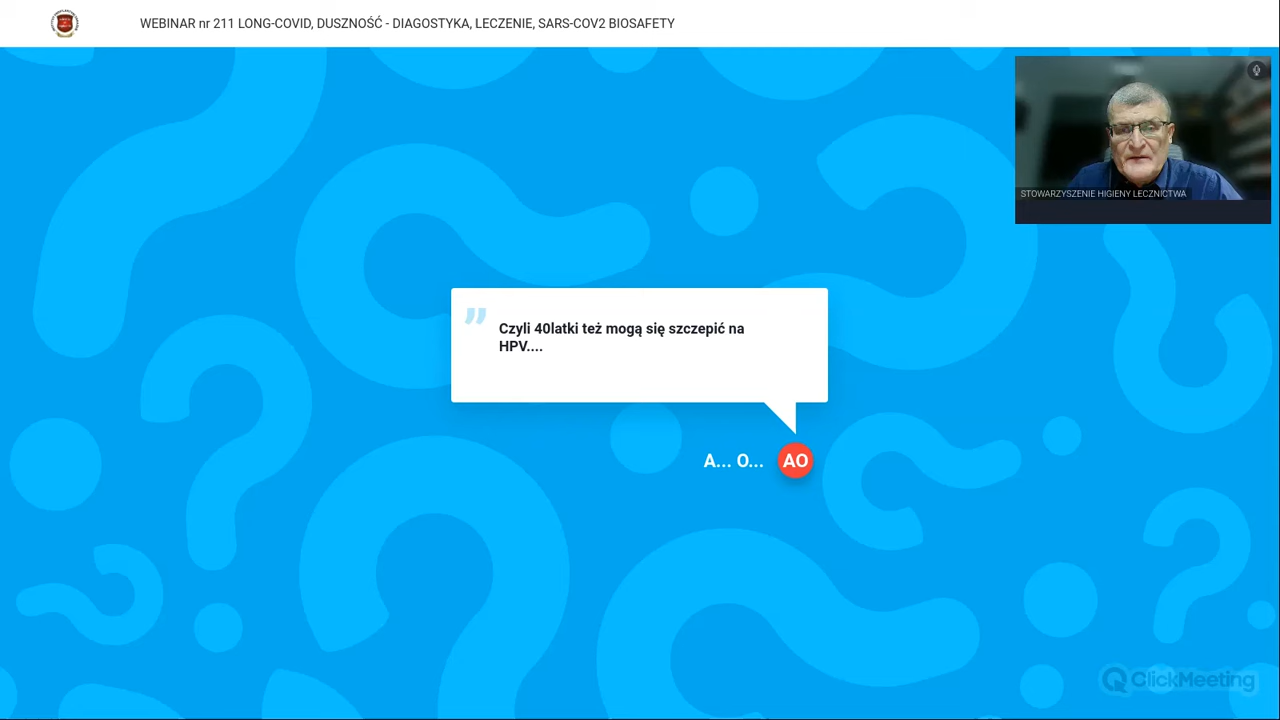 WEBINAR nr 211 LONG-COVID, DUSZNOŚĆ - DIAGOSTYKA, LECZENIE, SARS-COV2 BIOSAFETY
STOWARZYSZENIE HIGIENY LECZNICTWA
Czyli 40latki też mogą się szczepić na
HPV....
A... O... AO
ClickMeeting